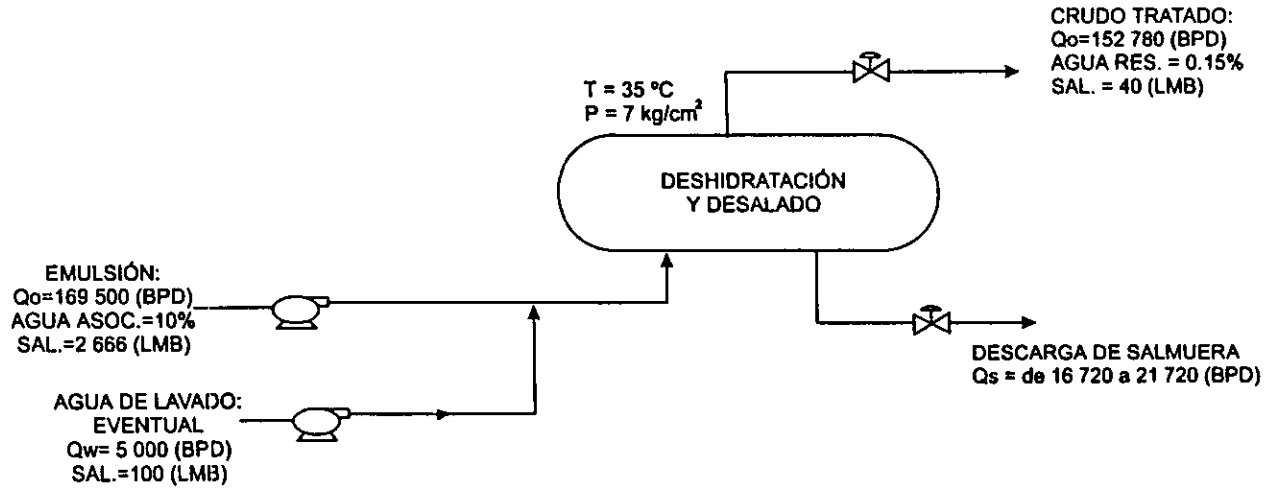 CRUDO TRATADO:
Qo=152 780 (BPD)
AGUA RES. = 0.15%
SAL. = 40 (LMB)
T = 35 ºC
P = 7 kg/cm²
DESHIDRATACIÓN
Y DESALADO
EMULSIÓN:
Qo=169 500 (BPD)
AGUA ASOC.=10%
SAL.=2 666 (LMB)
DESCARGA DE SALMUERA
Qs = de 16 720 a 21 720 (BPD)
AGUA DE LAVADO:
EVENTUAL
Qw= 5 000 (BPD)
SAL.=100 (LMB)